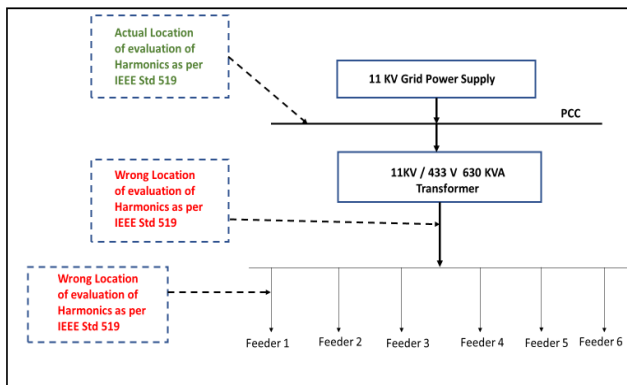 Actual Location
of evaluation of
Harmonics as per
IEEE Std 519
11 KV Grid Power Supply
PCC
11KV / 433 V 630 KVA
Transformer
Wrong Location
of evaluation of
Harmonics as per
IEEE Std 519
Wrong Location
of evaluation of
Harmonics as per
IEEE Std 519
Feeder 1
Feeder 2
Feeder 3
Feeder 4
Feeder 5
Feeder 6